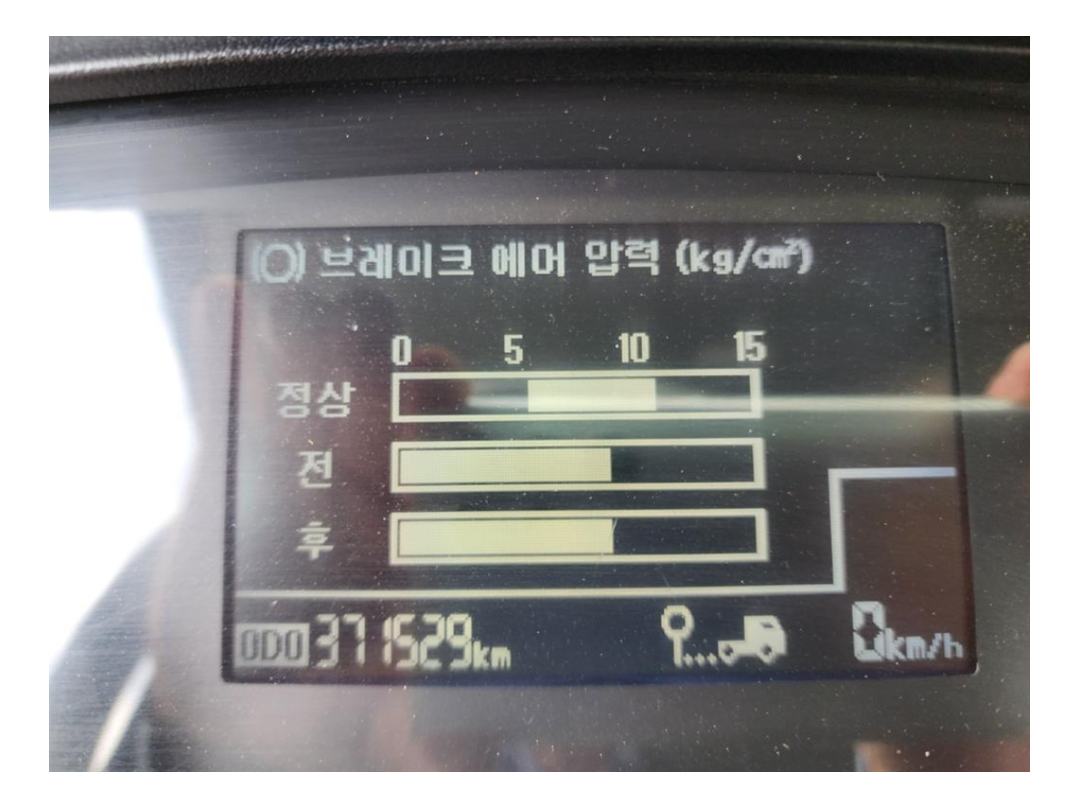 (O) 브레이크 에어 압력 (kg/cm²)
0 5 10 15
정상
전
후
ODO 371529km 0km/h